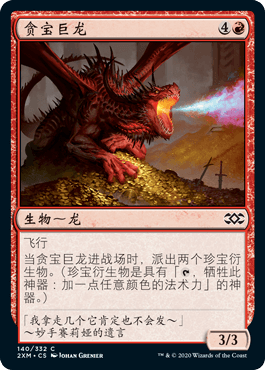 贪宝巨龙 4
生物～龙
飞行
当贪宝巨龙进战场时，派出两个珍宝衍
生物。（珍宝衍生物是具有「，牺牲此
神器：加一点任意颜色的法术力」的神
器。）
「我拿走几个它肯定也不会发～」
～妙手赛莉娅的遗言
3/3
140/332 C
2XM • CS Johan Grenier
™ & © 2020 Wizards of the Coast